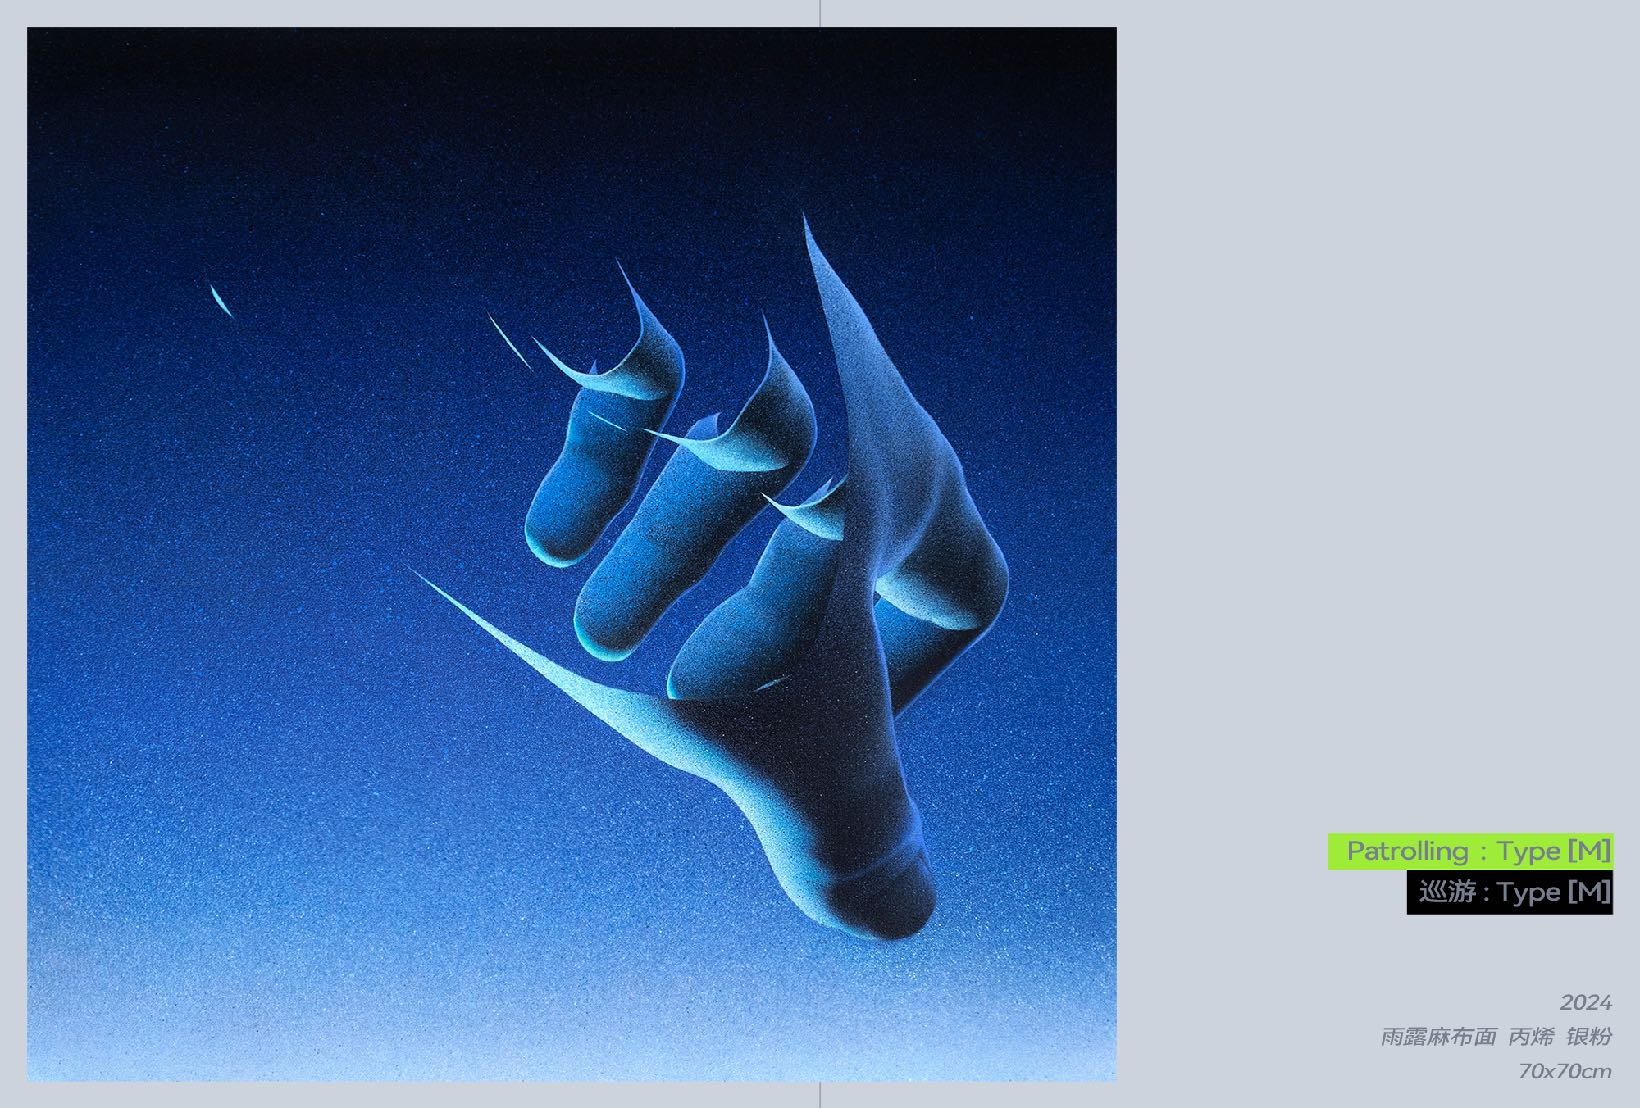 Patrolling : Type [M]
巡游 : Type [M]
2024
雨露麻布面 丙烯 银粉
70x70cm